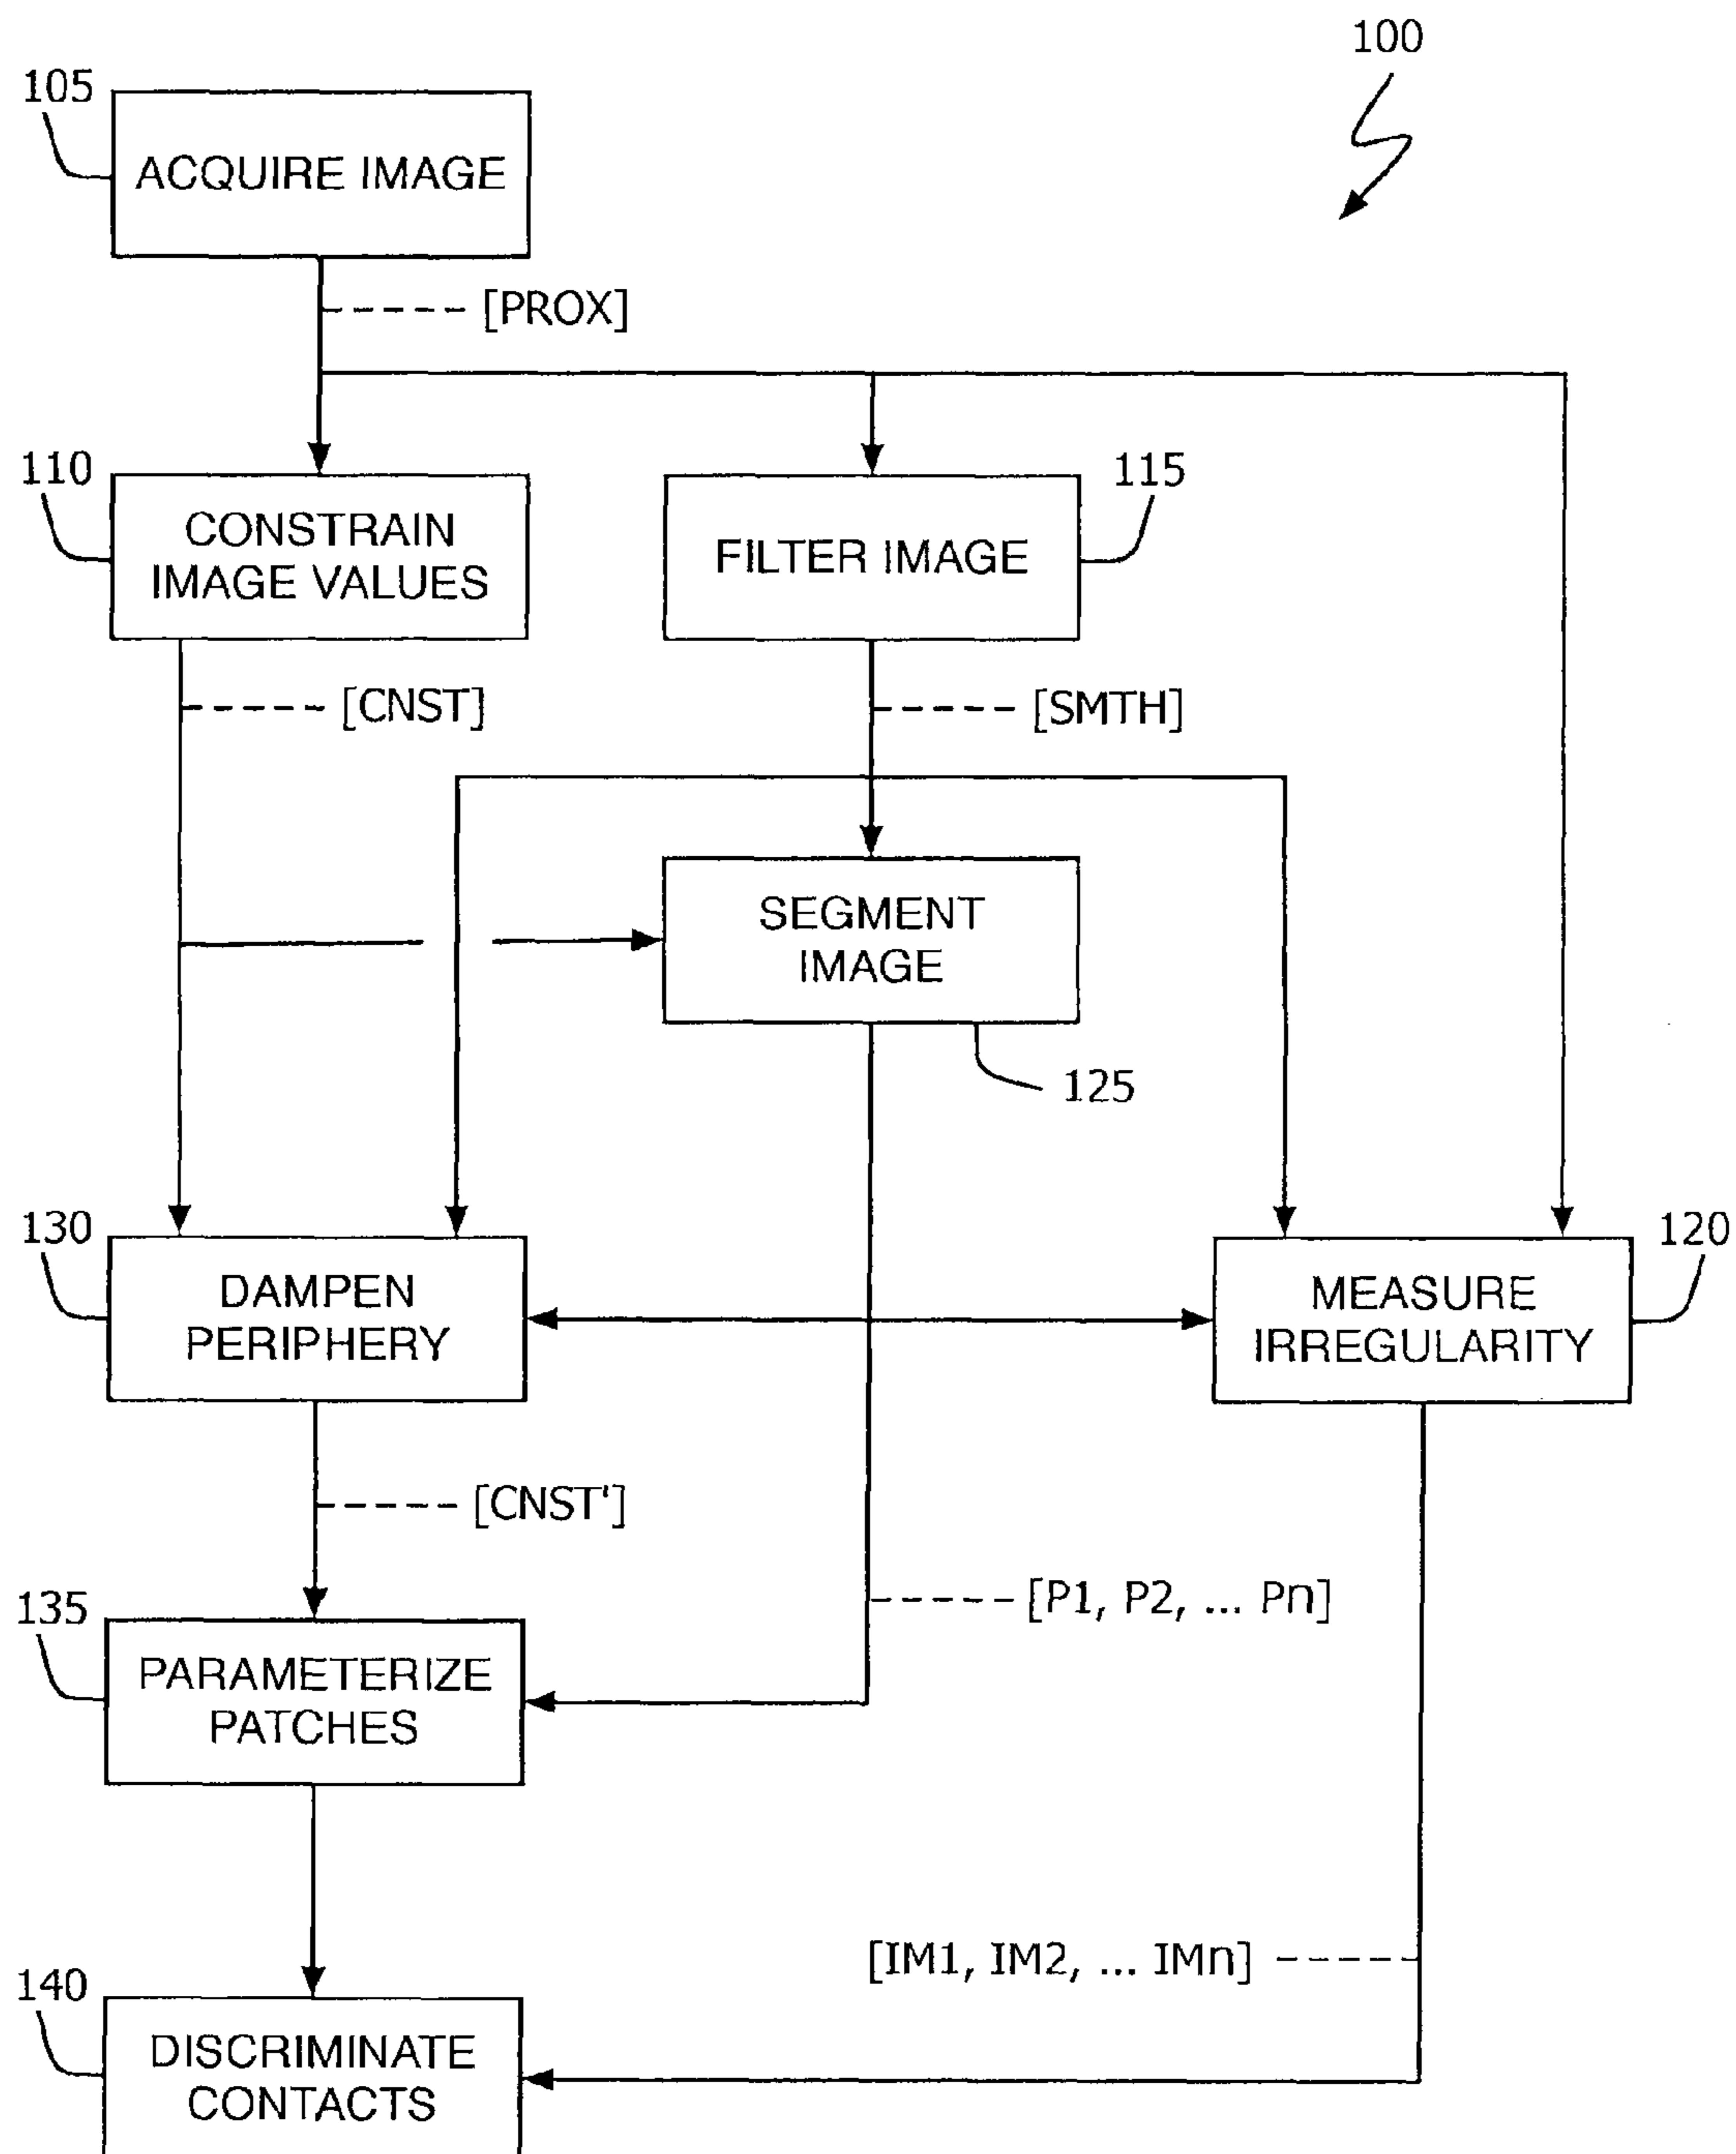 100
105
ACQUIRE IMAGE
[PROX]
110
CONSTRAIN
IMAGE VALUES
115
FILTER IMAGE
[CNST]
[SMTH]
SEGMENT
IMAGE
125
130
DAMPEN
PERIPHERY
120
MEASURE
IRREGULARITY
[CNST']
135
[P1, P2, ... Pn]
PARAMETERIZE
PATCHES
[IM1, IM2, ... IMn]
140
DISCRIMINATE
CONTACTS